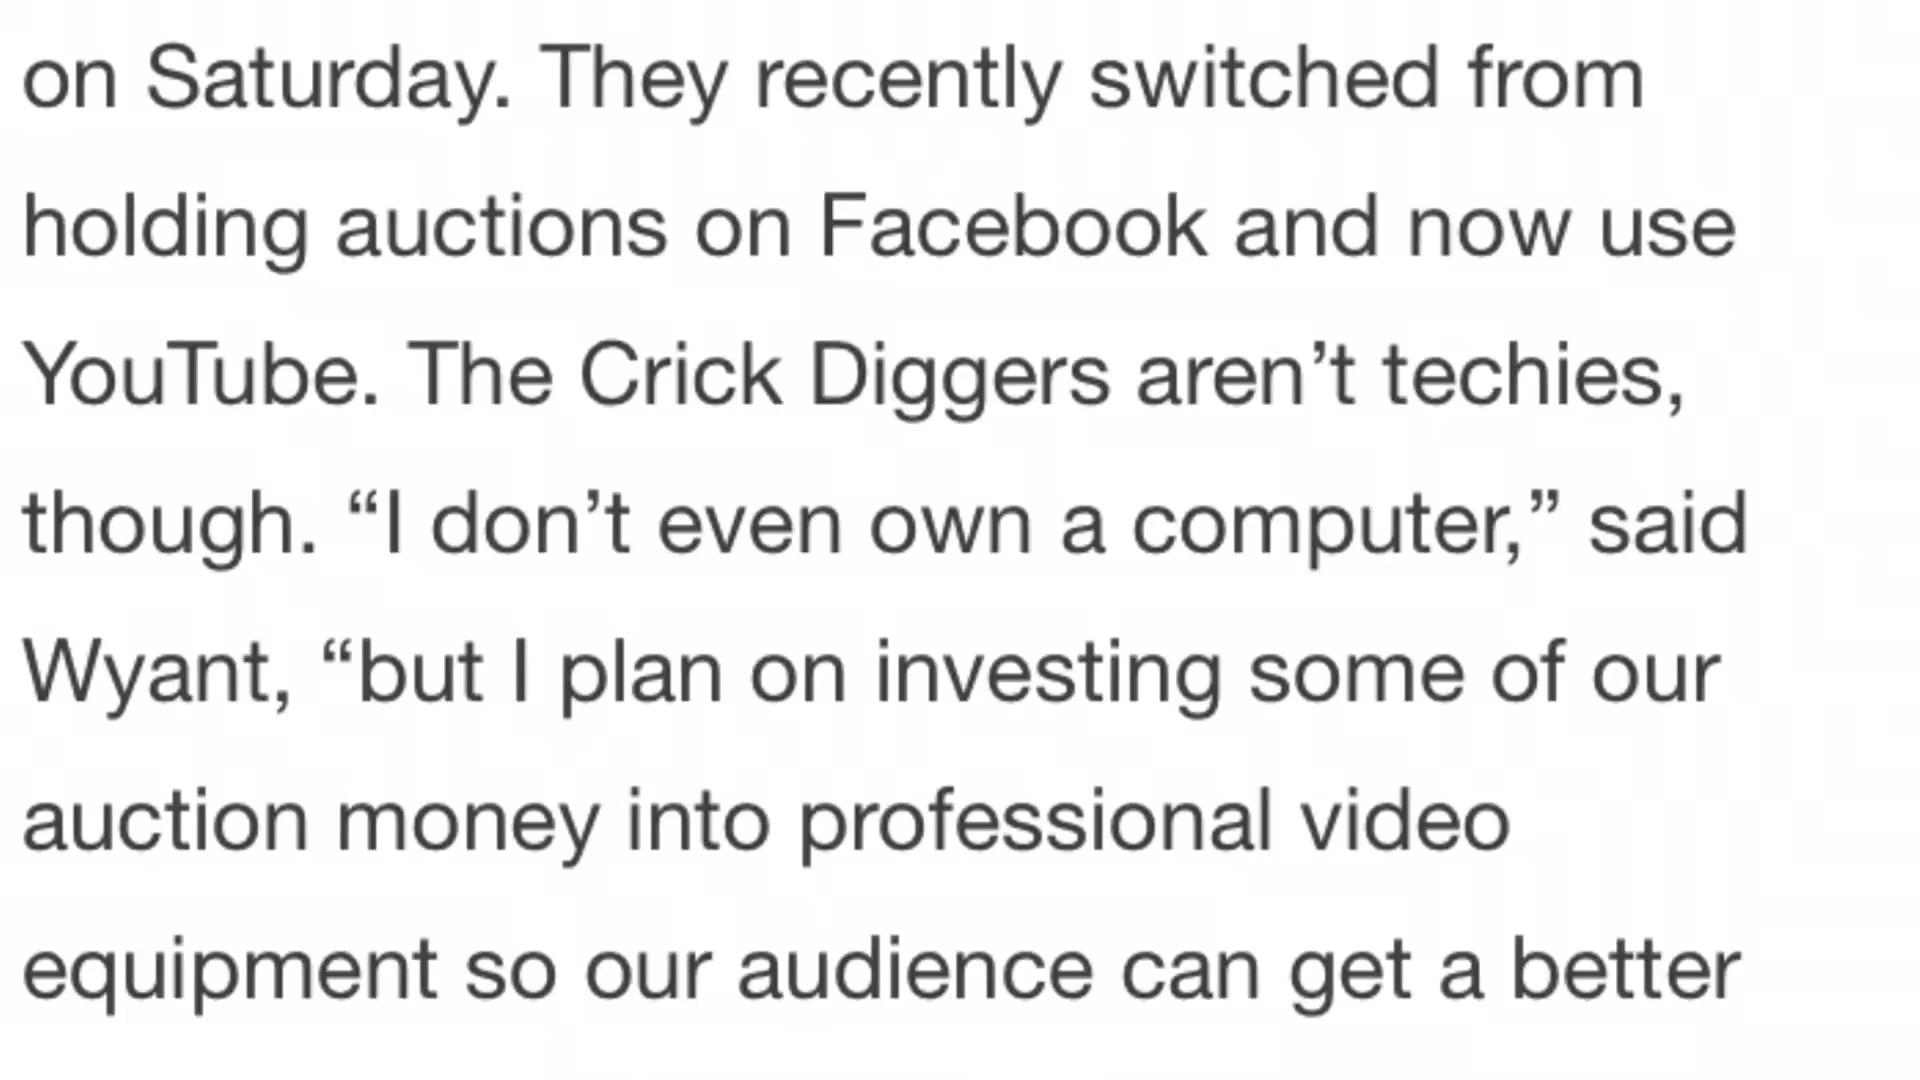 on Saturday. They recently switched from
holding auctions on Facebook and now use
YouTube. The Crick Diggers aren’t techies,
though. “I don’t even own a computer,” said
Wyant, “but I plan on investing some of our
auction money into professional video
equipment so our audience can get a better